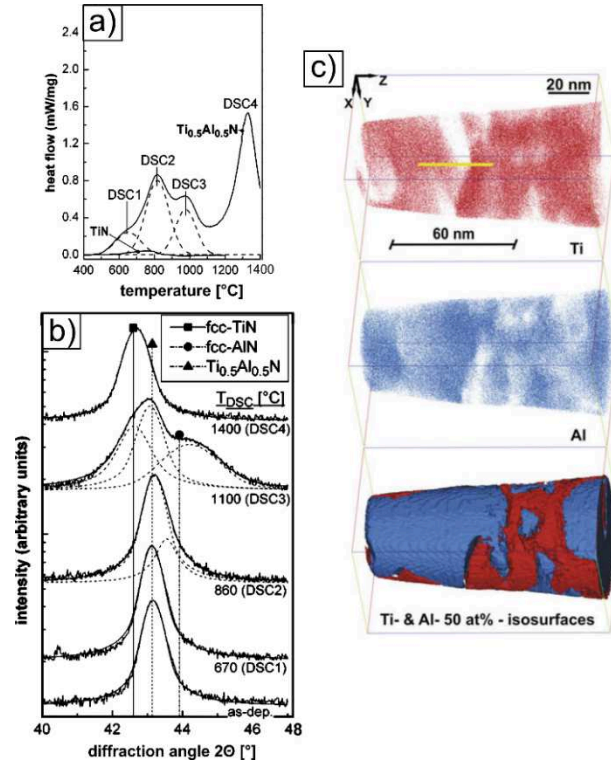 a)
heat flow (mW/mg)
2.4
2.0
1.6
1.2
0.8
0.4
0.0
DSC4
Ti0.5Al0.5N
DSC2
DSC3
DSC1
TiN
400 600 800 1000 1200 1400
temperature [°C]
b)
fcc-TiN
fcc-AlN
Ti0.5Al0.5N
TDSC [°C]
1400 (DSC4)
1100 (DSC3)
860 (DSC2)
670 (DSC1)
as-dep.
intensity (arbitrary units)
40 42 44 46 48
diffraction angle 2Θ [°]
c)
Z
X
Y
20 nm
60 nm
Ti
Al
Ti- & Al- 50 at% - isosurfaces